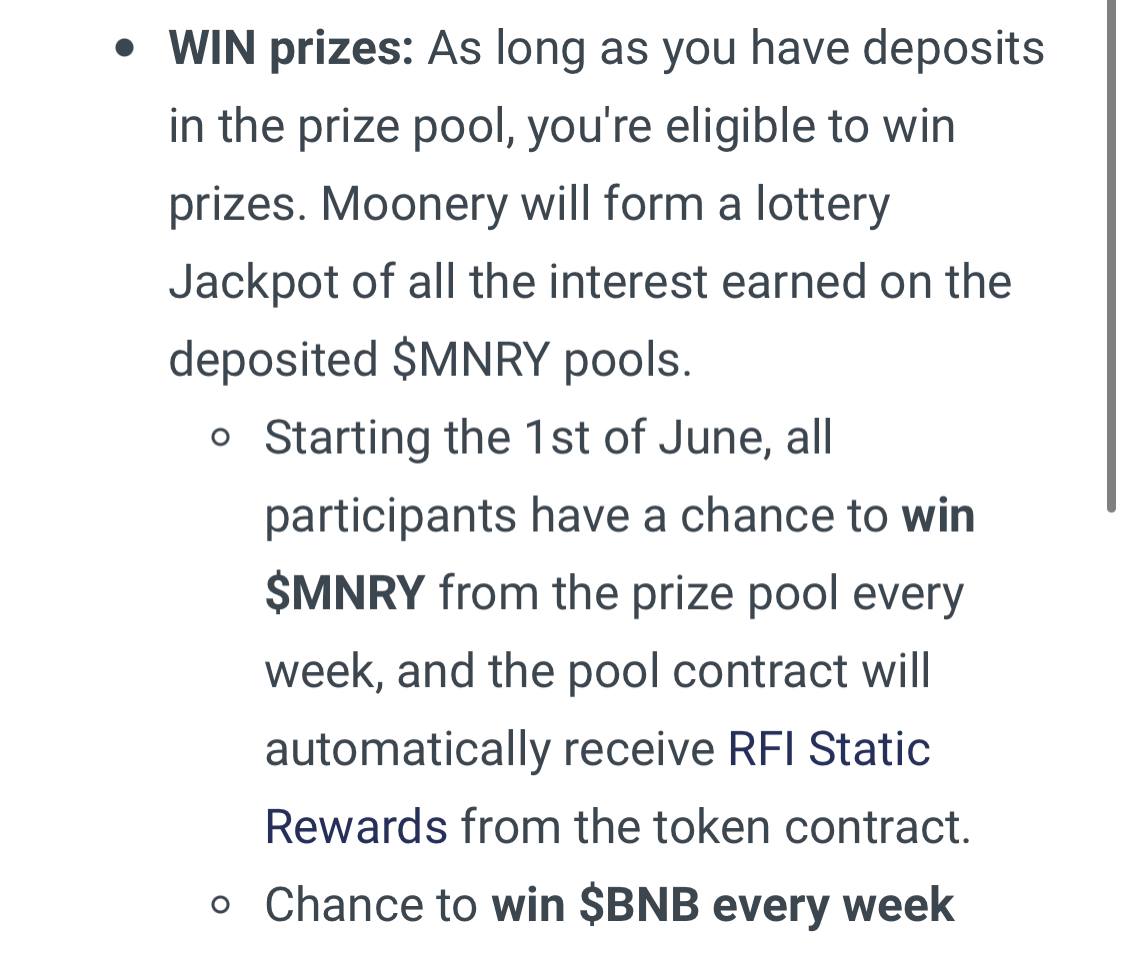 • WIN prizes: As long as you have deposits
in the prize pool, you're eligible to win
prizes. Moonery will form a lottery
Jackpot of all the interest earned on the
deposited $MNRY pools.
◦ Starting the 1st of June, all
participants have a chance to win
$MNRY from the prize pool every
week, and the pool contract will
automatically receive RFI Static
Rewards from the token contract.
◦ Chance to win $BNB every week